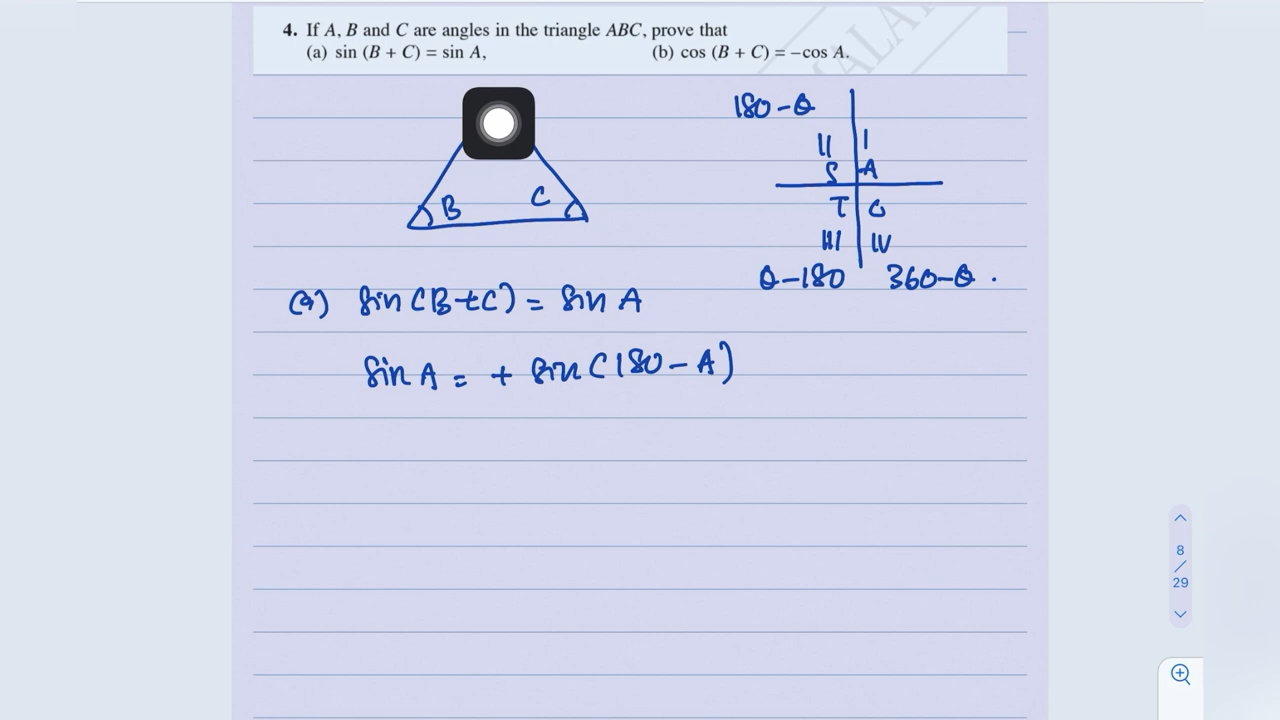 4. If A, B and C are angles in the triangle ABC, prove that
(a) sin (B + C) = sin A, (b) cos (B + C) = −cos A.
180-θ
II I
S A
B C
T C
III IV
θ-180 360-θ .
(a) sin(B+C) = sin A
sin A = + sin(180-A)
8
/
29